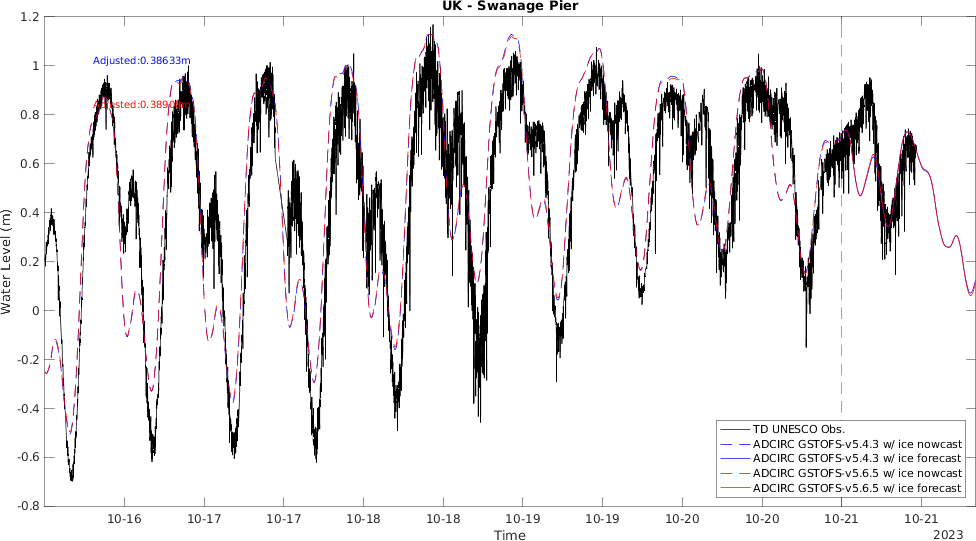 UK - Swanage Pier
Water Level (m)
1.2
1
0.8
0.6
0.4
0.2
0
-0.2
-0.4
-0.6
-0.8
Adjusted:0.38633m
10-16
10-17
10-17
10-18
10-18
10-19
10-19
10-20
10-20
10-21
10-21
Time
2023
TD UNESCO Obs.
ADCIRC GSTOFS-v5.4.3 w/ ice nowcast
ADCIRC GSTOFS-v5.4.3 w/ ice forecast
ADCIRC GSTOFS-v5.6.5 w/ ice nowcast
ADCIRC GSTOFS-v5.6.5 w/ ice forecast